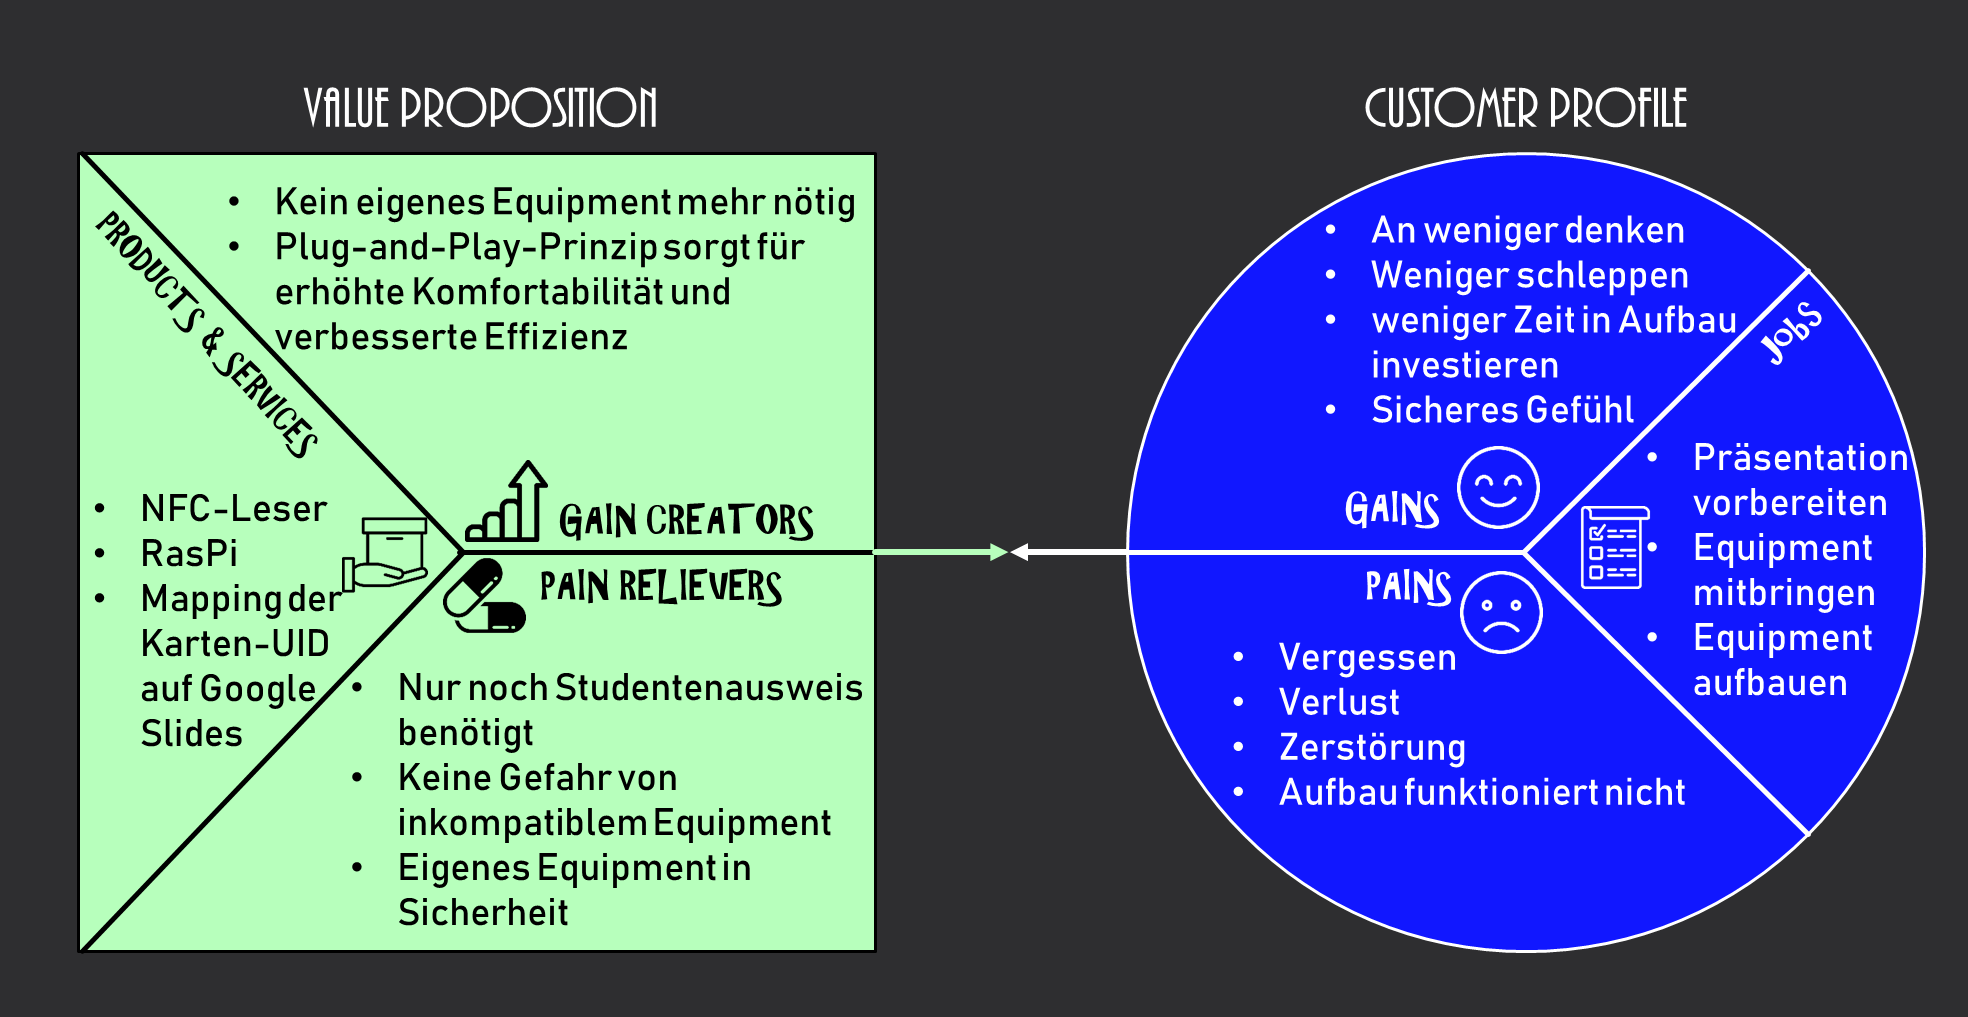 VALUE PROPOSITION
• Kein eigenes Equipment mehr nötig
• Plug-and-Play-Prinzip sorgt für
erhöhte Komfortabilität und
verbesserte Effizienz
PRODUCTS & SERVICES
• NFC-Leser
• RasPi
• Mapping der
Karten-UID
auf Google
Slides
GAIN CREATORS
PAIN RELIEVERS
• Nur noch Studentenausweis
benötigt
• Keine Gefahr von
inkompatiblem Equipment
• Eigenes Equipment in
Sicherheit
CUSTOMER PROFILE
• An weniger denken
• Weniger schleppen
• weniger Zeit in Aufbau
investieren
• Sicheres Gefühl
GAINS
JOBS
• Präsentation
vorbereiten
• Equipment
mitbringen
• Equipment
aufbauen
PAINS
• Vergessen
• Verlust
• Zerstörung
• Aufbau funktioniert nicht